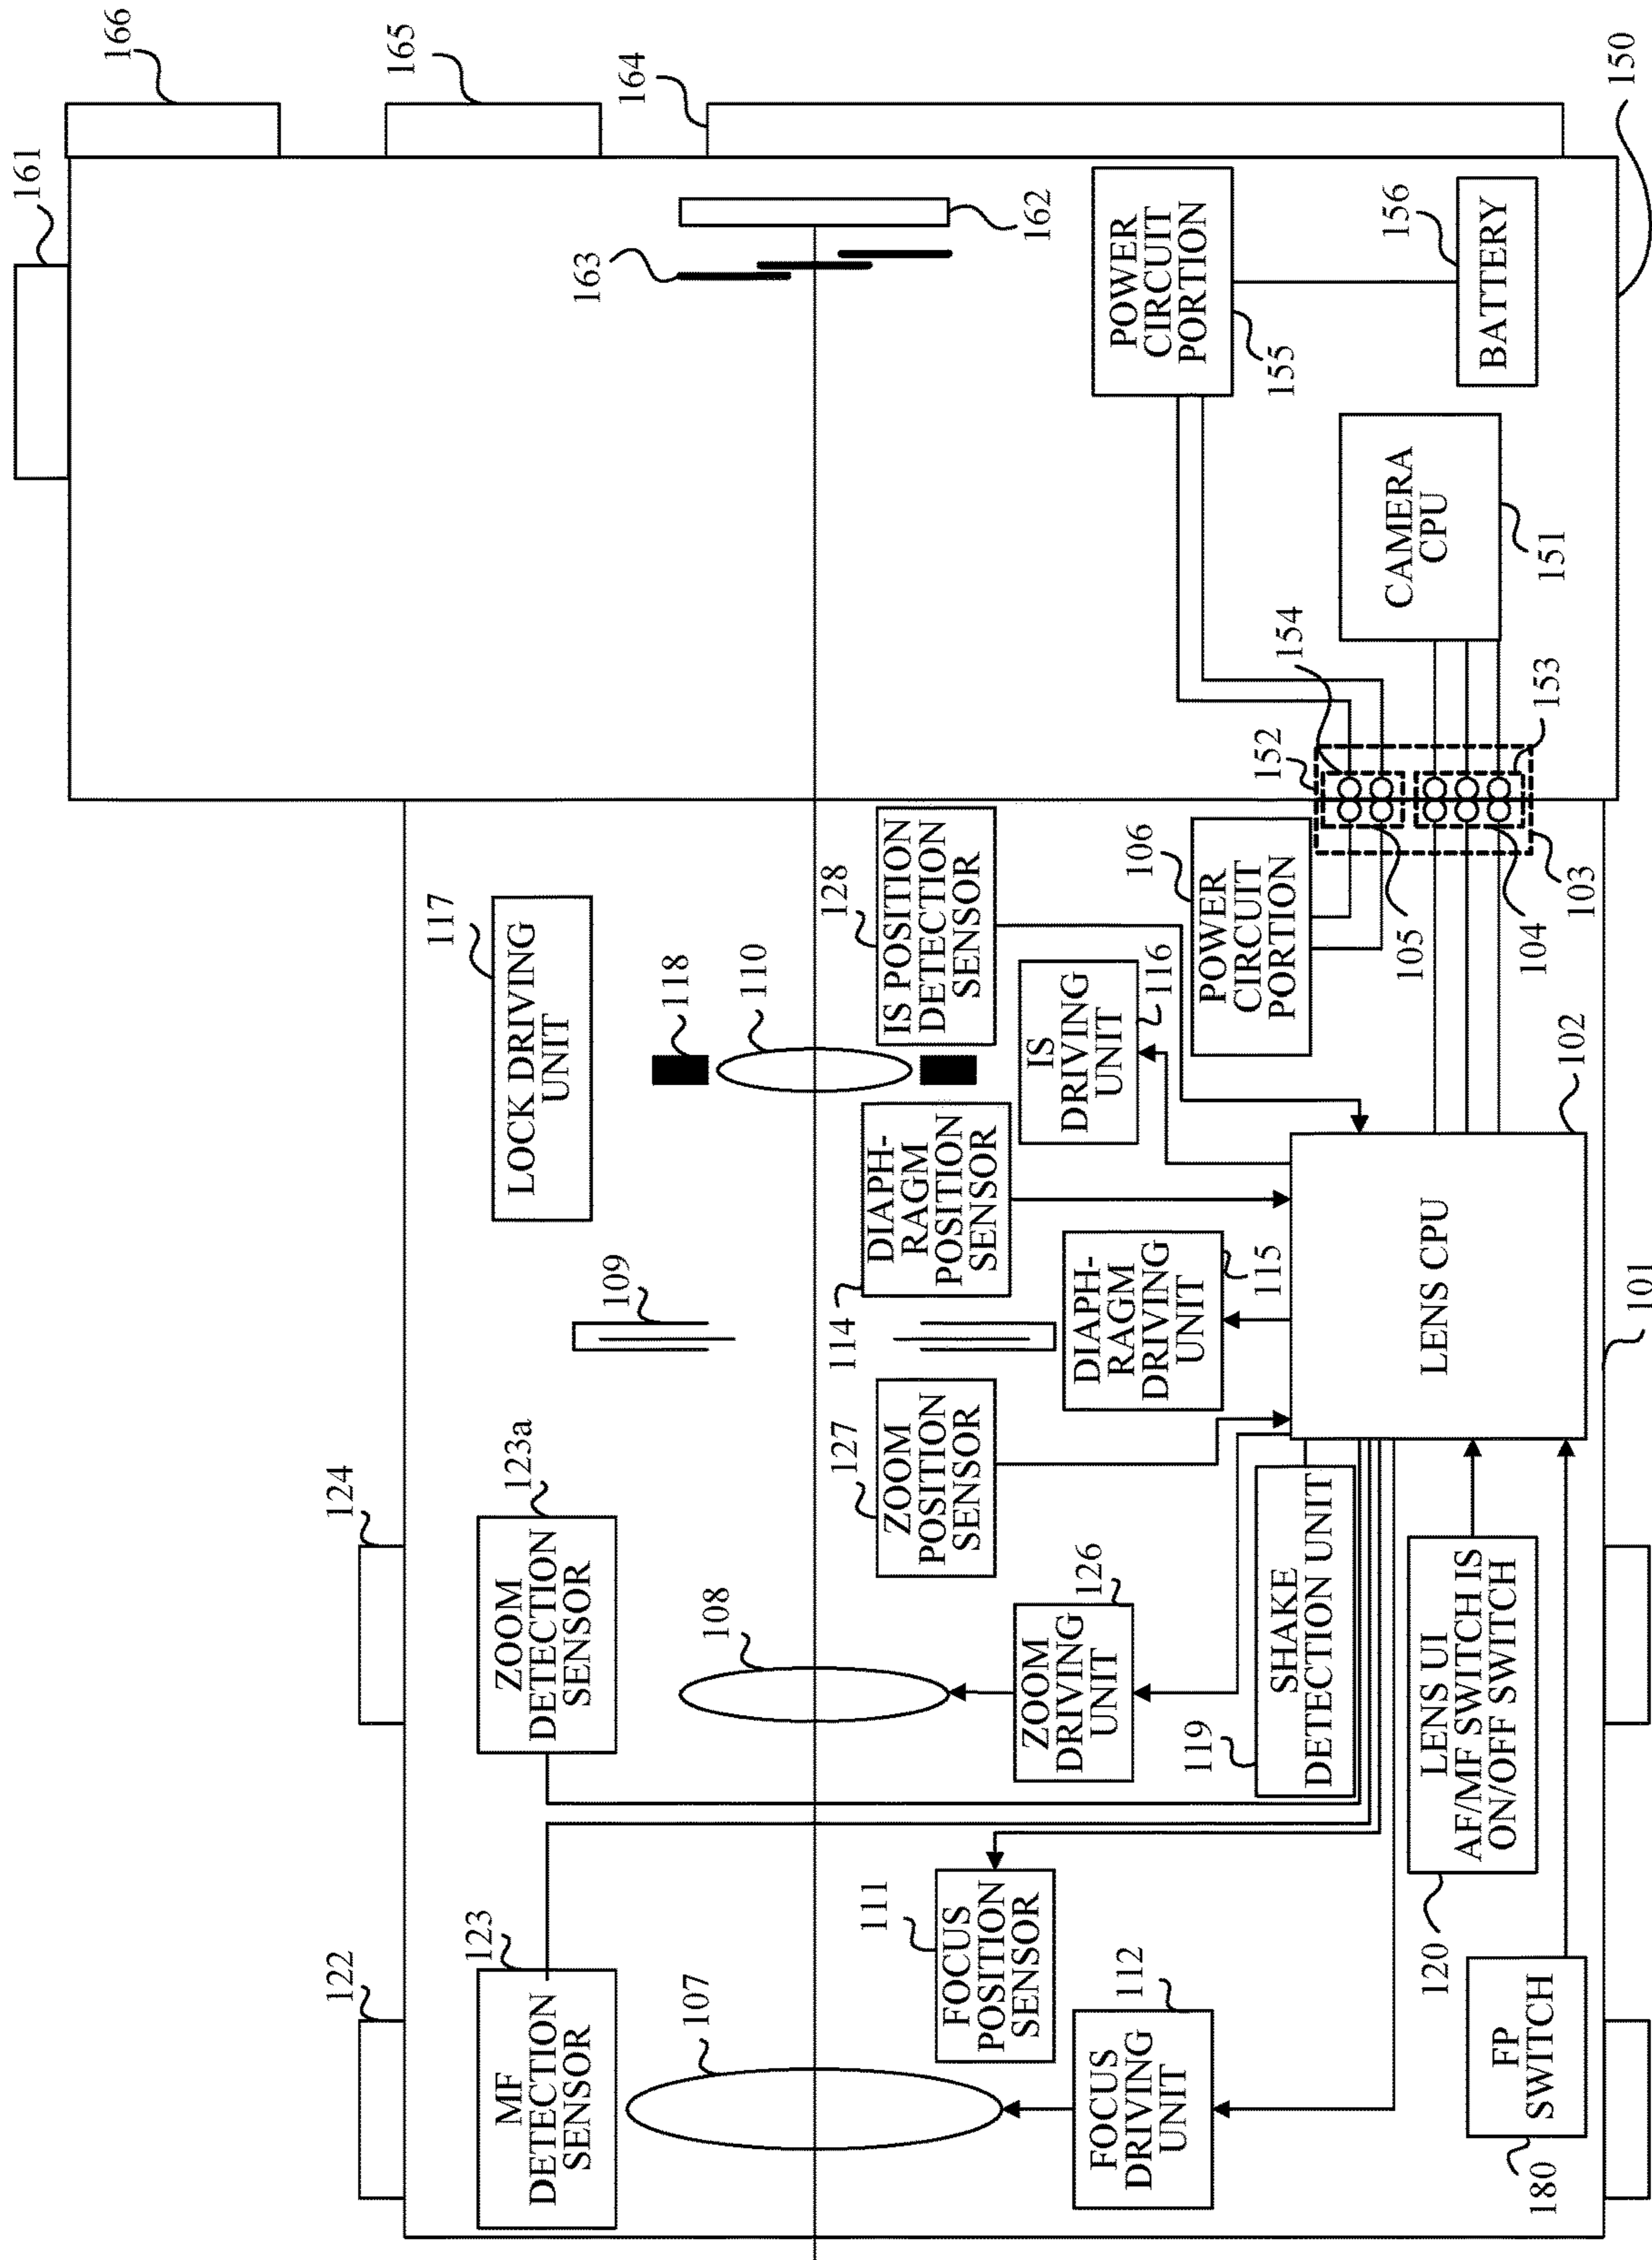 122
124
161
166
165
164
150
123
MF
DETECTION
SENSOR
123a
ZOOM
DETECTION
SENSOR
117
LOCK DRIVING
UNIT
107
108
109
118
110
163
162
111
FOCUS
POSITION
SENSOR
127
ZOOM
POSITION
SENSOR
114
DIAPH-
RAGM
POSITION
SENSOR
128
IS POSITION
DETECTION
SENSOR
112
FOCUS
DRIVING
UNIT
126
ZOOM
DRIVING
UNIT
115
DIAPH-
RAGM
DRIVING
UNIT
116
IS
DRIVING
UNIT
106
POWER
CIRCUIT
PORTION
155
POWER
CIRCUIT
PORTION
119
SHAKE
DETECTION UNIT
102
LENS CPU
105
104
103
152
154
153
CAMERA
CPU
151
156
BATTERY
120
LENS UI
AF/MF SWITCH IS
ON/OFF SWITCH
180
FP
SWITCH
101